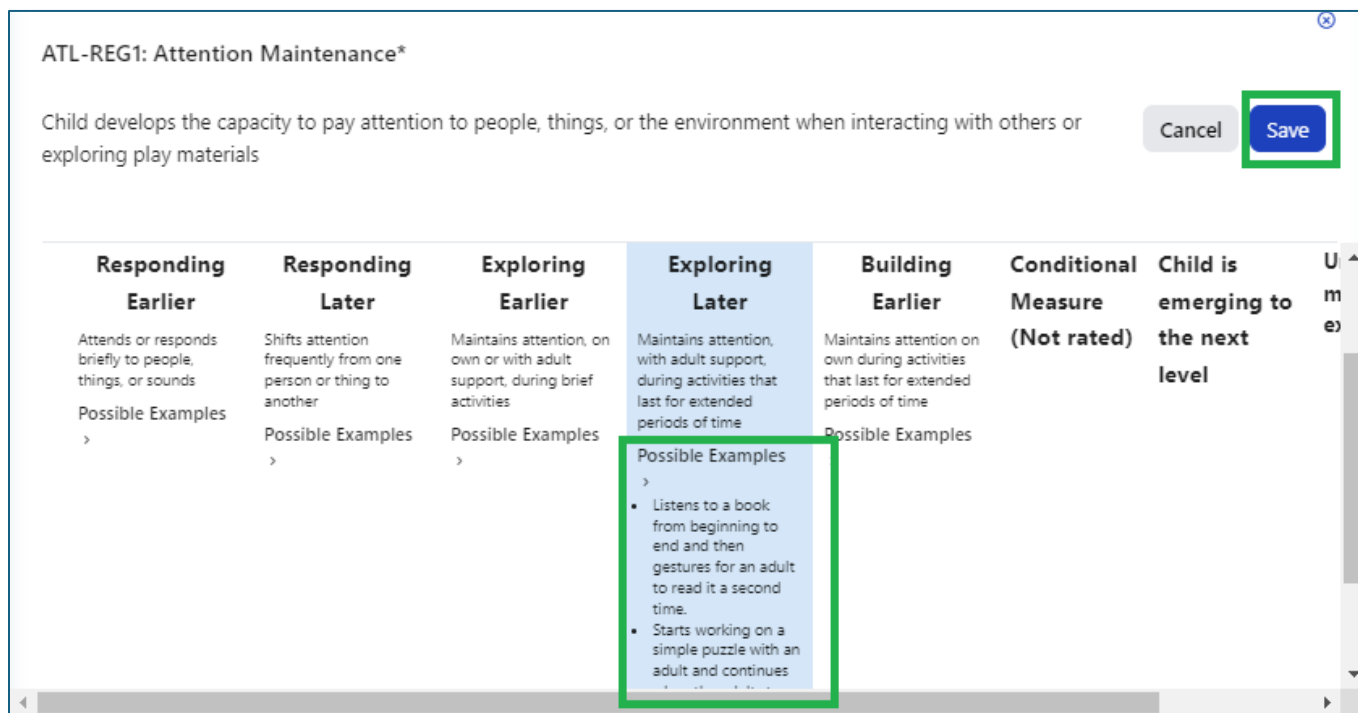 ATL-REG1: Attention Maintenance*
Child develops the capacity to pay attention to people, things, or the environment when interacting with others or
exploring play materials
Cancel
Save
Responding
Earlier
Attends or responds
briefly to people,
things, or sounds
Possible Examples
Responding
Later
Shifts attention
frequently from one
person or thing to
another
Possible Examples
Exploring
Earlier
Maintains attention, on
own or with adult
support, during brief
activities
Possible Examples
Exploring
Later
Maintains attention,
with adult support,
during activities that
last for extended
periods of time
Possible Examples
• Listens to a book
from beginning to
end and then
gestures for an adult
to read it a second
time.
• Starts working on a
simple puzzle with an
adult and continues
Building
Earlier
Maintains attention on
own during activities
that last for extended
periods of time
Possible Examples
Conditional
Measure
(Not rated)
Child is
emerging to
the next
level